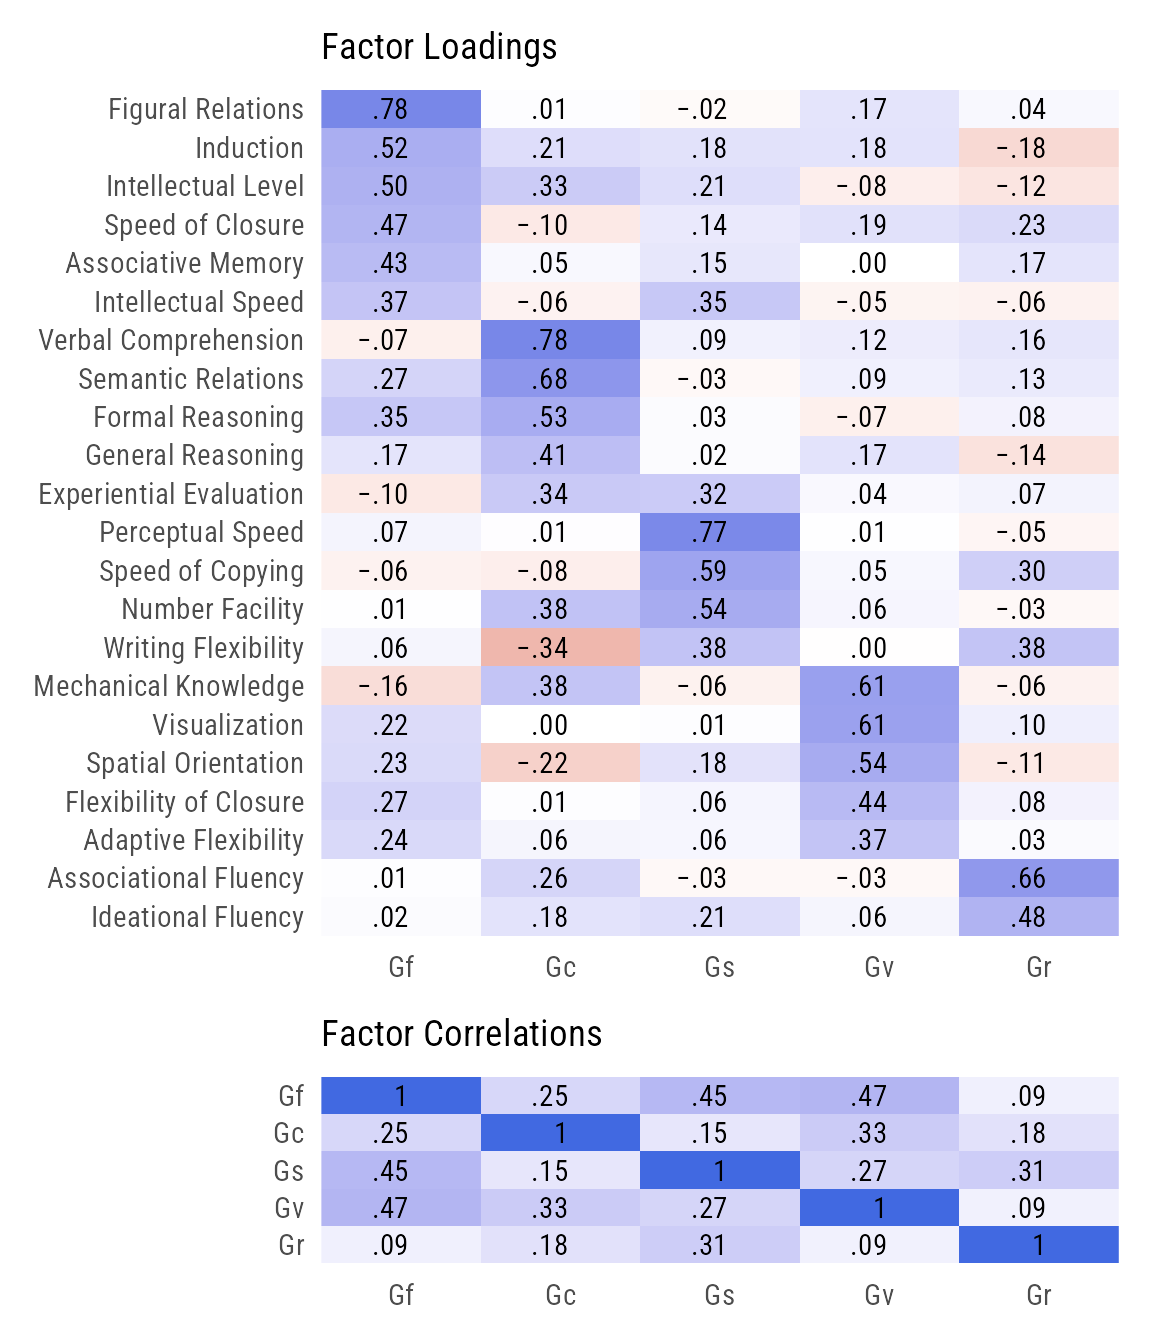 Factor Loadings
Figural Relations .78 .01 −.02 .17 .04
Induction .52 .21 .18 .18 −.18
Intellectual Level .50 .33 .21 −.08 −.12
Speed of Closure .47 −.10 .14 .19 .23
Associative Memory .43 .05 .15 .00 .17
Intellectual Speed .37 −.06 .35 −.05 −.06
Verbal Comprehension −.07 .78 .09 .12 .16
Semantic Relations .27 .68 −.03 .09 .13
Formal Reasoning .35 .53 .03 −.07 .08
General Reasoning .17 .41 .02 .17 −.14
Experiential Evaluation −.10 .34 .32 .04 .07
Perceptual Speed .07 .01 .77 .01 −.05
Speed of Copying −.06 −.08 .59 .05 .30
Number Facility .01 .38 .54 .06 −.03
Writing Flexibility .06 −.34 .38 .00 .38
Mechanical Knowledge −.16 .38 −.06 .61 −.06
Visualization .22 .00 .01 .61 .10
Spatial Orientation .23 −.22 .18 .54 −.11
Flexibility of Closure .27 .01 .06 .44 .08
Adaptive Flexibility .24 .06 .06 .37 .03
Associational Fluency .01 .26 −.03 −.03 .66
Ideational Fluency .02 .18 .21 .06 .48
Gf Gc Gs Gv Gr
Factor Correlations
Gf 1 .25 .45 .47 .09
Gc .25 1 .15 .33 .18
Gs .45 .15 1 .27 .31
Gv .47 .33 .27 1 .09
Gr .09 .18 .31 .09 1
Gf Gc Gs Gv Gr